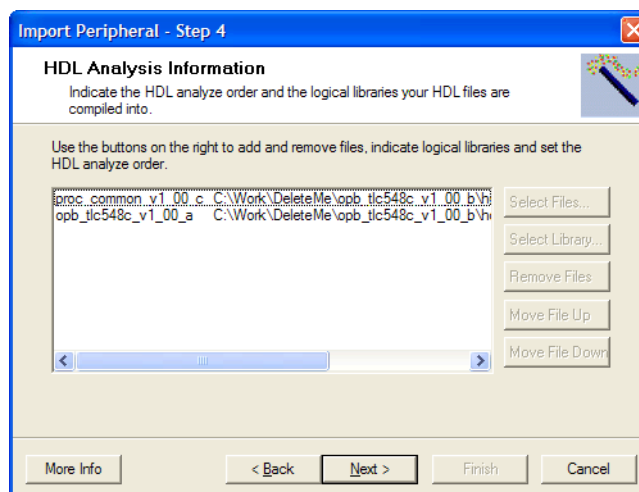 Import Peripheral - Step 4
HDL Analysis Information
Indicate the HDL analyze order and the logical libraries your HDL files are
compiled into.
Use the buttons on the right to add and remove files, indicate logical libraries and set the
HDL analyze order.
proc_common_v1_00_c C:\Work\DeleteMe\opb_tlc548c_v1_00_b\h
opb_tlc548c_v1_00_a C:\Work\DeleteMe\opb_tlc548c_v1_00_b\h
Select Files...
Select Library...
Remove Files
Move File Up
Move File Down
More Info
< Back
Next >
Finish
Cancel